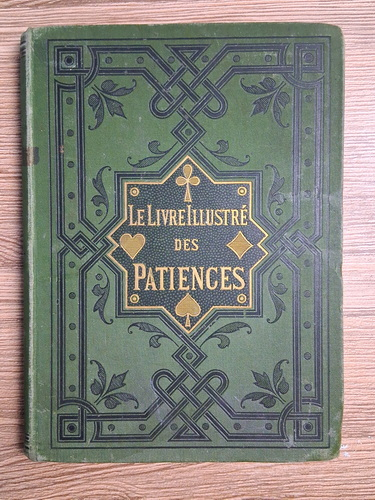 LE LIVRE ILLUSTRÉ
DES
PATIENCES